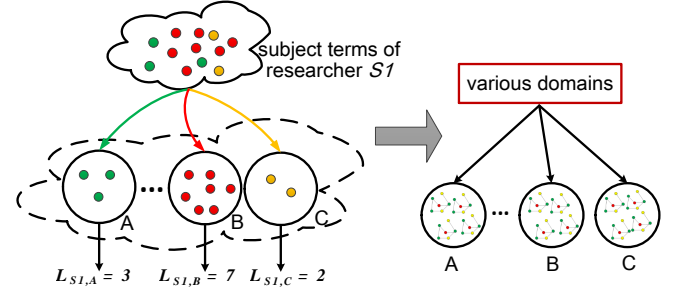 subject terms of
researcher S1
various domains
A
B
C
A
B
C
L S1,A = 3
L S1,B = 7
L S1,C = 2